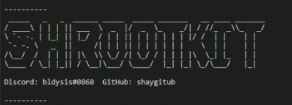 ----------
SHROOTKIT
Discord: bldysis#0868 GitHub: shaygitub
----------